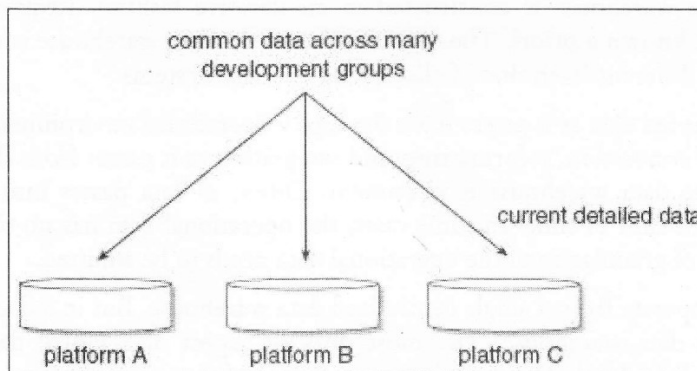 common data across many
development groups
current detailed data
platform A
platform B
platform C